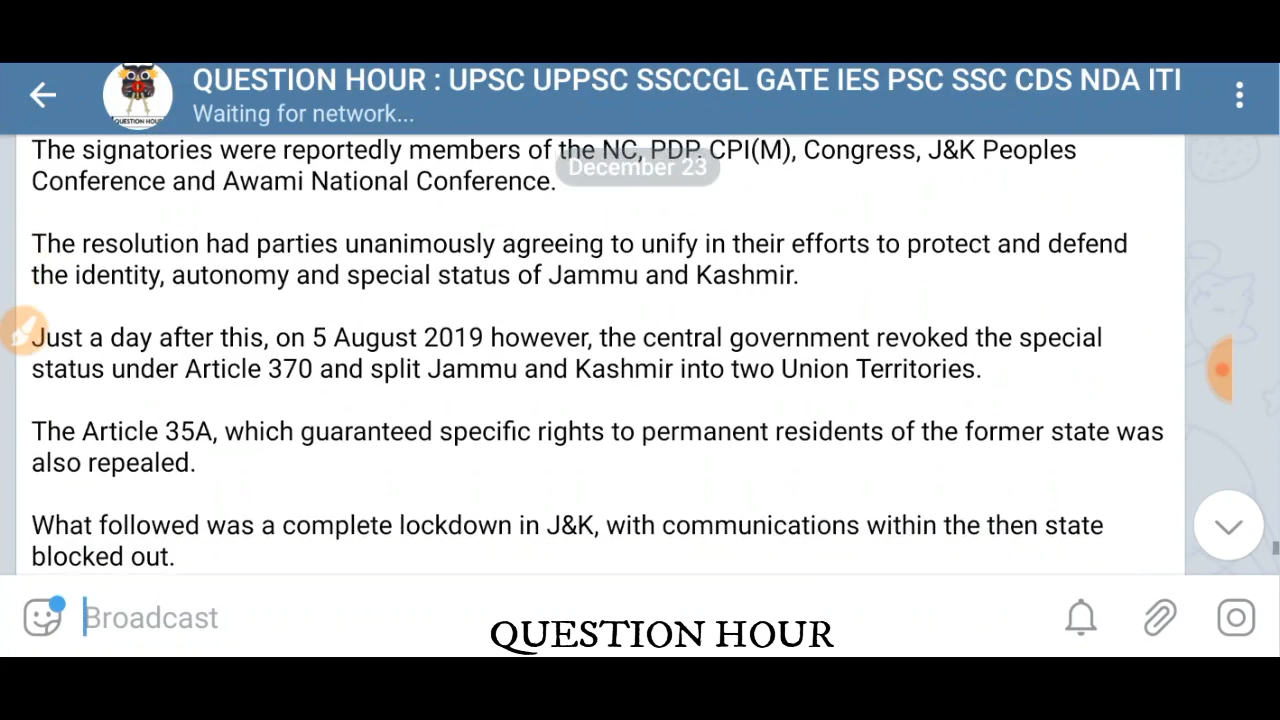 QUESTION HOUR : UPSC UPPSC SSCCGL GATE IES PSC SSC CDS NDA ITI
QUESTION HOUR
Waiting for network...
The signatories were reportedly members of the NC, PDP, CPI(M), Congress, J&K Peoples
December 23
Conference and Awami National Conference.
The resolution had parties unanimously agreeing to unify in their efforts to protect and defend
the identity, autonomy and special status of Jammu and Kashmir.
Just a day after this, on 5 August 2019 however, the central government revoked the special
status under Article 370 and split Jammu and Kashmir into two Union Territories.
The Article 35A, which guaranteed specific rights to permanent residents of the former state was
also repealed.
What followed was a complete lockdown in J&K, with communications within the then state
blocked out.
Broadcast
QUESTION HOUR